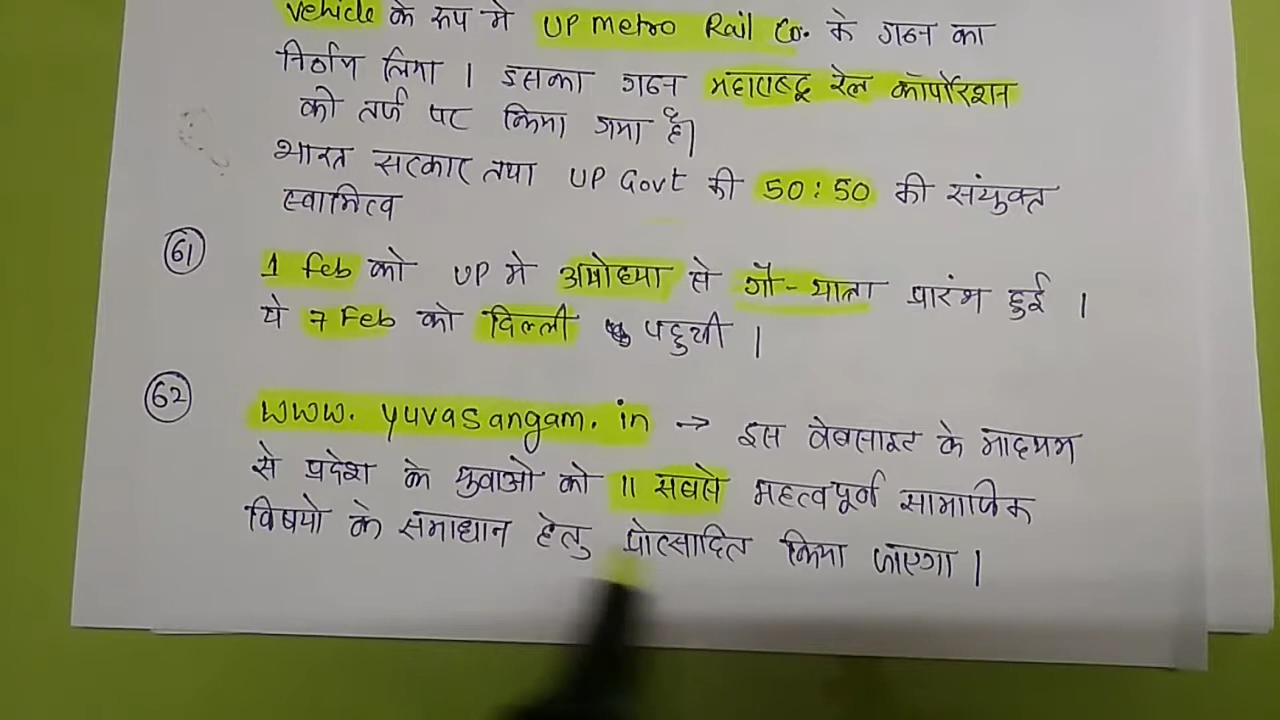 Vehicle के रूप मे UP Metro Rail Co. के गठन का
निर्णय लिया । इसका गठन महाराष्ट्र रेल कॉर्पोरेशन
की तर्ज पर किया गया है।
भारत सरकार तथा UP Govt की 50:50 की संयुक्त
स्वामित्व
61 1 Feb को UP मे अयोध्या से गौ-यात्रा प्रारंभ हुई ।
ये 7 Feb को दिल्ली पहुची ।
62 www.yuvasangam.in → इस वेबसाइट के माध्यम
से प्रदेश के युवाओ को 11 सबसे महत्वपूर्ण सामाजिक
विषयो के समाधान हेतु प्रोत्साहित किया जाएगा ।